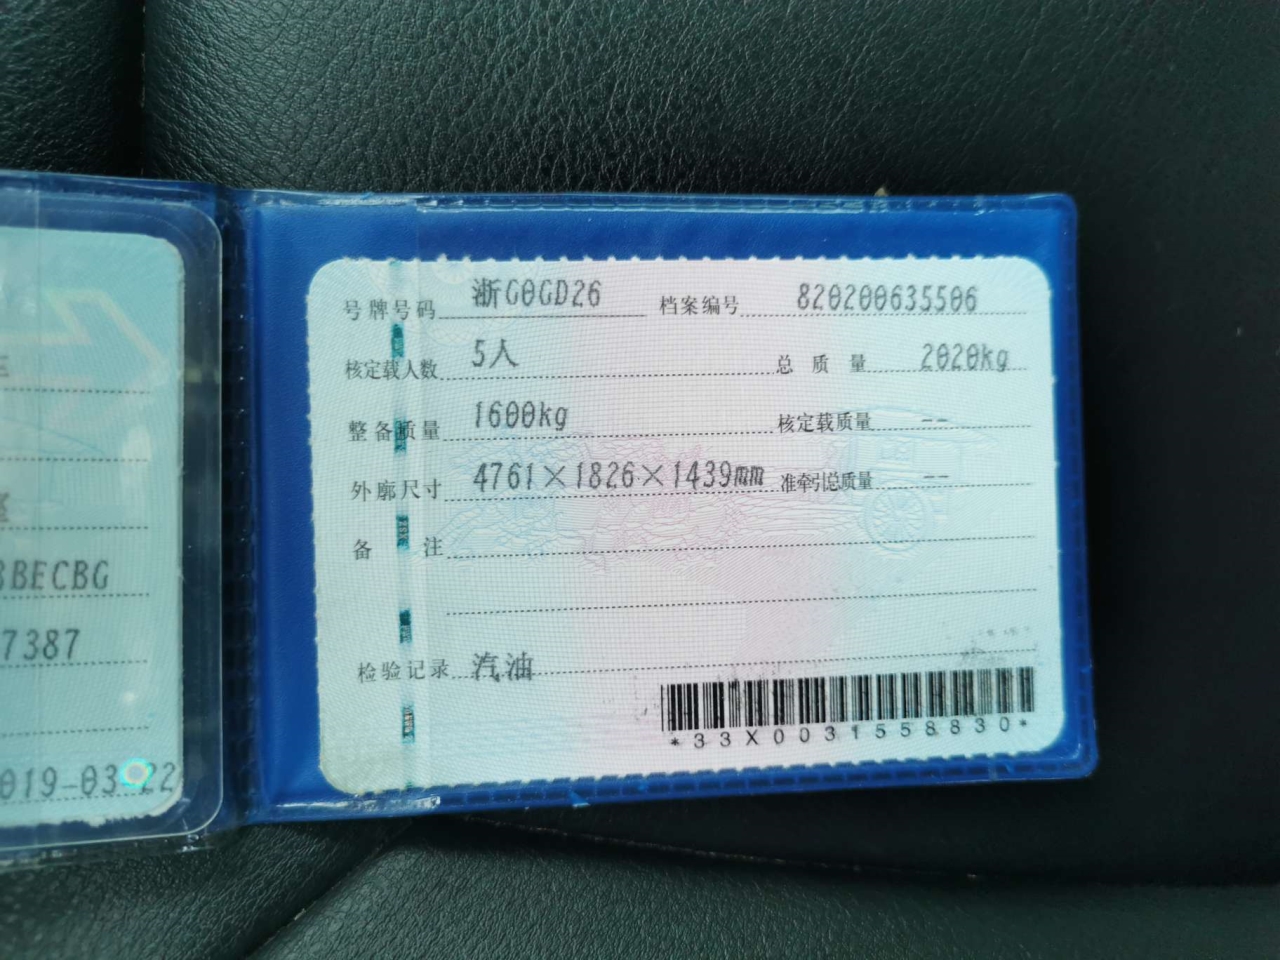 号牌号码 浙G0GD26 档案编号 820200635506
核定载人数 5人 总质量 2020kg
整备质量 1600kg 核定载质量 --
外廓尺寸 4761×1826×1439mm 准牵引总质量 --
备注
检验记录 汽油
*33X0031558830*
BECBG
7387
019-03-22